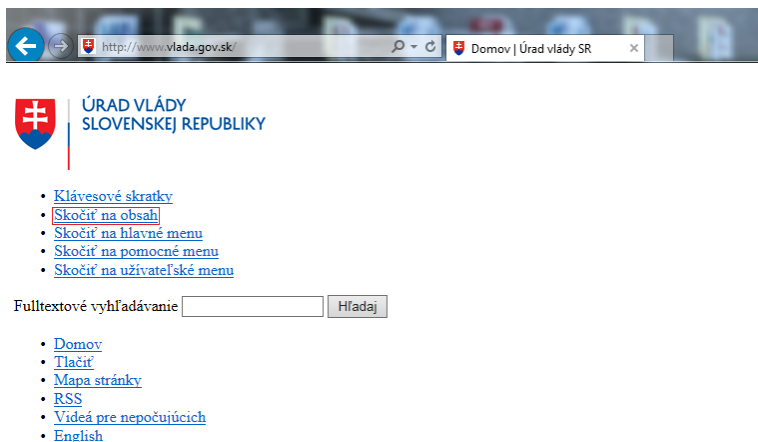 http://www.vlada.gov.sk/
Domov | Úrad vlády SR
ÚRAD VLÁDY
SLOVENSKEJ REPUBLIKY
• Klávesové skratky
• Skočiť na obsah
• Skočiť na hlavné menu
• Skočiť na pomocné menu
• Skočiť na užívateľské menu
Fulltextové vyhľadávanie Hľadaj
• Domov
• Tlačiť
• Mapa stránky
• RSS
• Videá pre nepočujúcich
• English